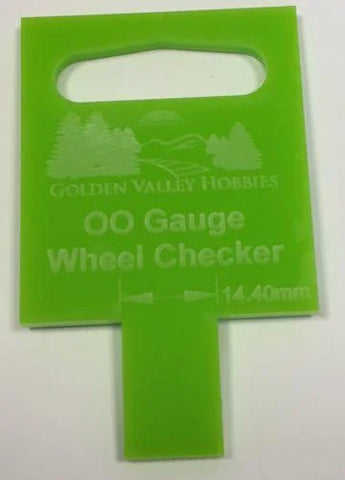 GOLDEN VALLEY HOBBIES
OO Gauge
Wheel Checker
14.40mm